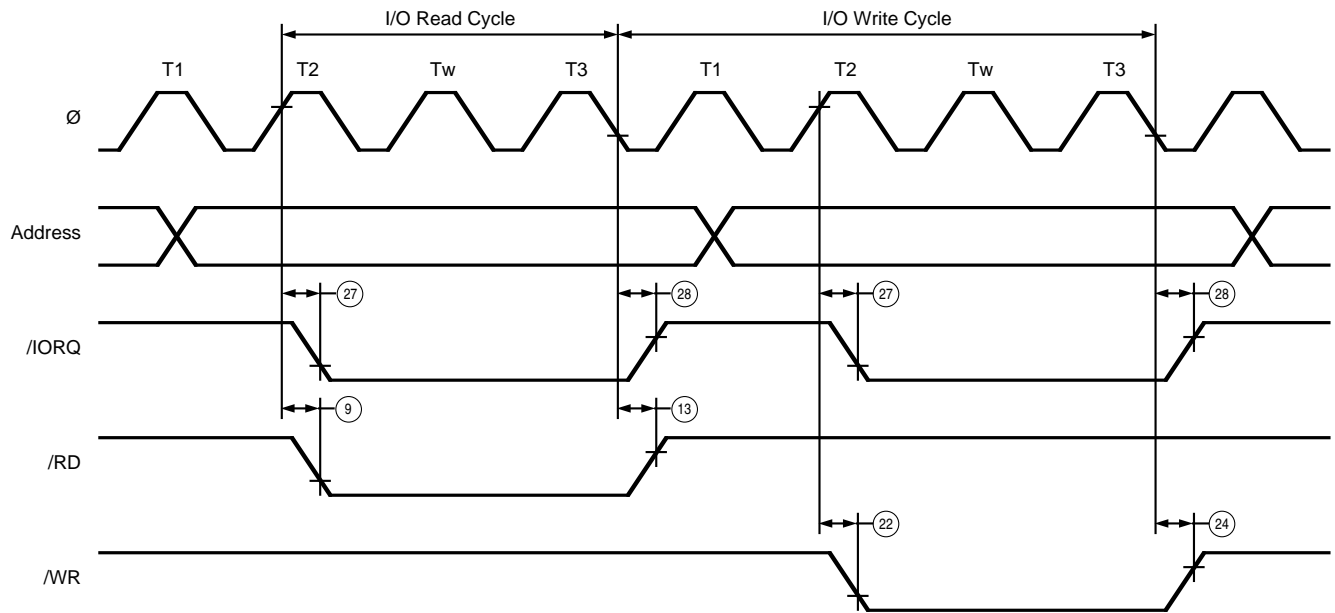 I/O Read Cycle I/O Write Cycle
T1 T2 Tw T3 T1 T2 Tw T3
Ø
Address
27 28 27 28
/IORQ
9 13
/RD
22 24
/WR